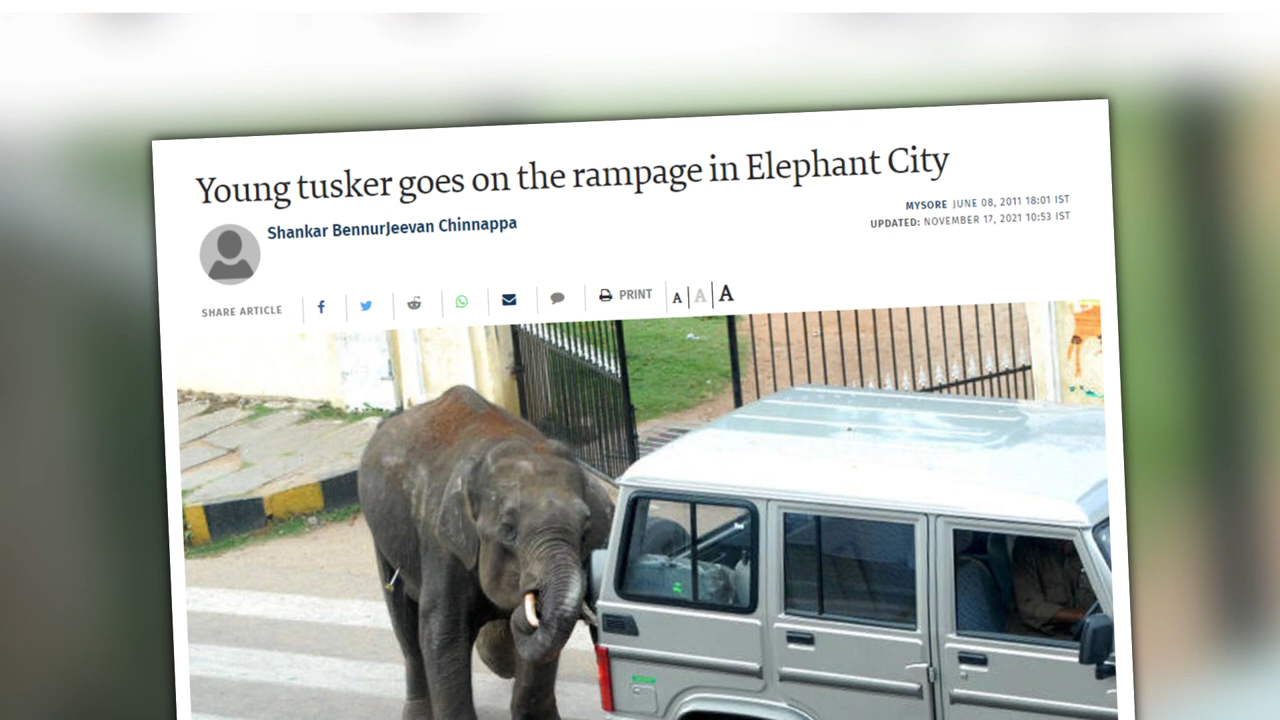 Young tusker goes on the rampage in Elephant City
Shankar BennurJeevan Chinnappa
MYSORE JUNE 08, 2011 18:01 IST
UPDATED: NOVEMBER 17, 2021 10:53 IST
SHARE ARTICLE
PRINT A A A